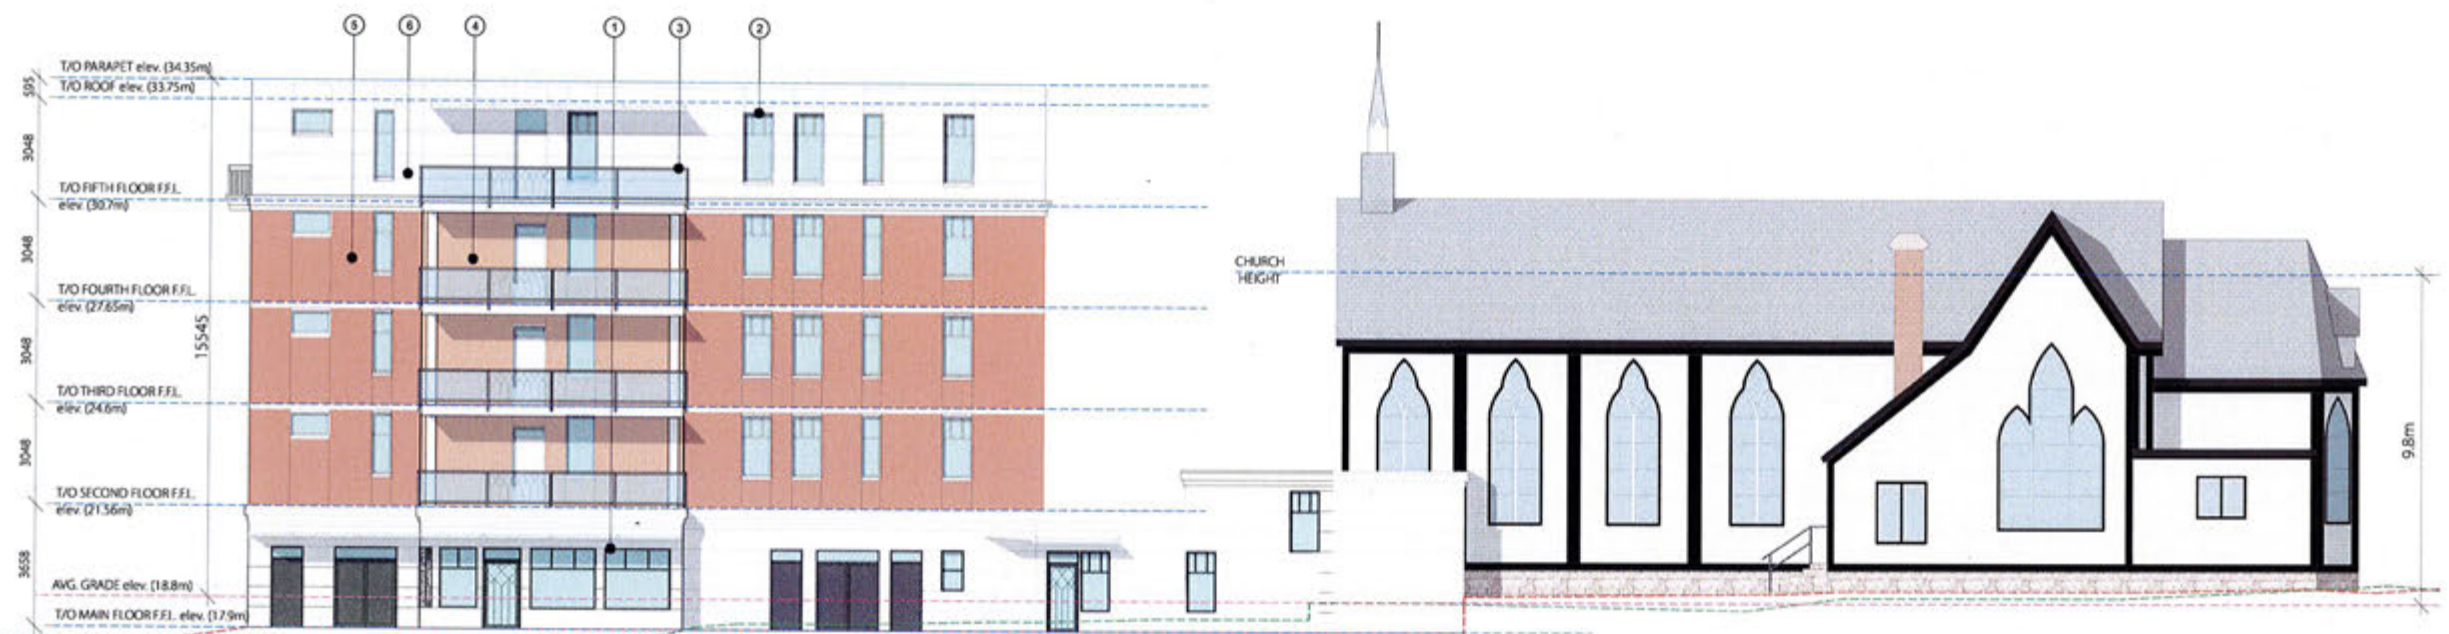 5 6 4 1 3 2
T/O PARAPET elev. (34.35m)
T/O ROOF elev. (33.75m)
595
3048
T/O FIFTH FLOOR F.F.L.
elev. (30.7m)
3048
T/O FOURTH FLOOR F.F.L.
elev. (27.65m)
15545
3048
T/O THIRD FLOOR F.F.L.
elev. (24.6m)
3048
T/O SECOND FLOOR F.F.L.
elev. (21.56m)
3658
AVG. GRADE elev. (18.8m)
T/O MAIN FLOOR F.F.L. elev. (17.9m)
CHURCH
HEIGHT
9.8m